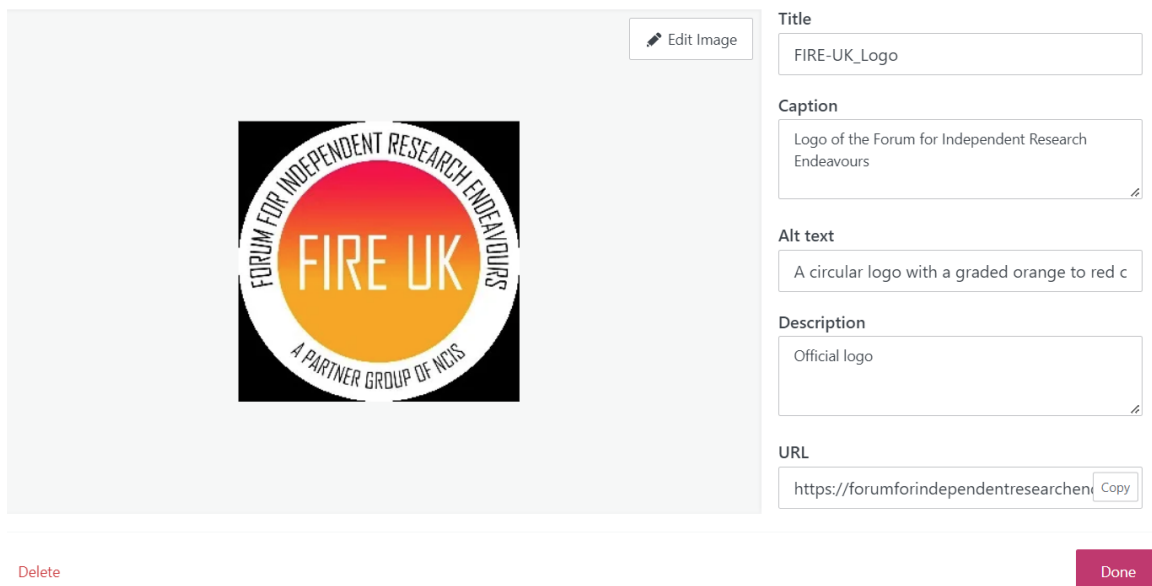 Edit Image
FORUM FOR INDEPENDENT RESEARCH ENDEAVOURS
FIRE UK
A PARTNER GROUP OF NCIS
Title
FIRE-UK_Logo
Caption
Logo of the Forum for Independent Research
Endeavours
Alt text
A circular logo with a graded orange to red c
Description
Official logo
URL
https://forumforindependentresearchen
Copy
Delete
Done